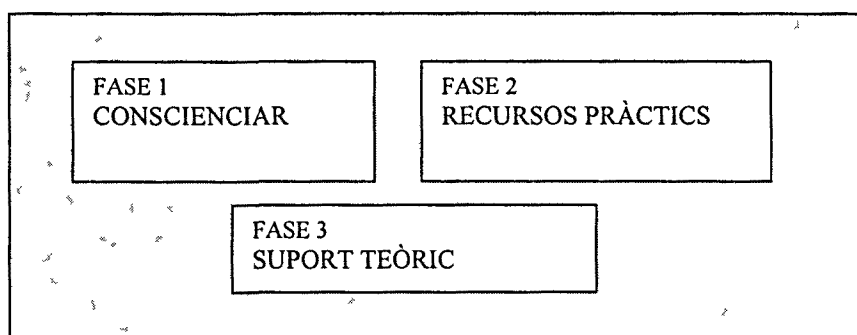 FASE 1
CONSCIENCIAR
FASE 2
RECURSOS PRÀCTICS
FASE 3
SUPORT TEÒRIC